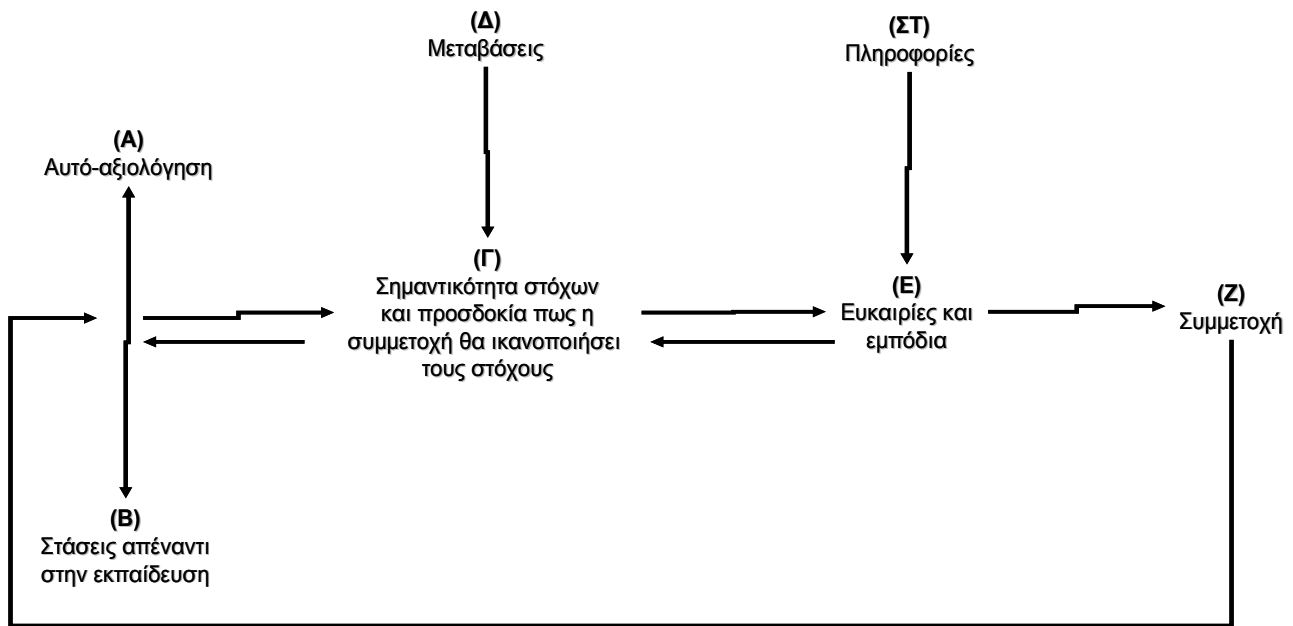 (Δ)
Μεταβάσεις
(ΣΤ)
Πληροφορίες
(Α)
Αυτό-αξιολόγηση
(Γ)
Σημαντικότητα στόχων
και προσδοκία πως η
συμμετοχή θα ικανοποιήσει
τους στόχους
(Ε)
Ευκαιρίες και
εμπόδια
(Ζ)
Συμμετοχή
(Β)
Στάσεις απέναντι
στην εκπαίδευση